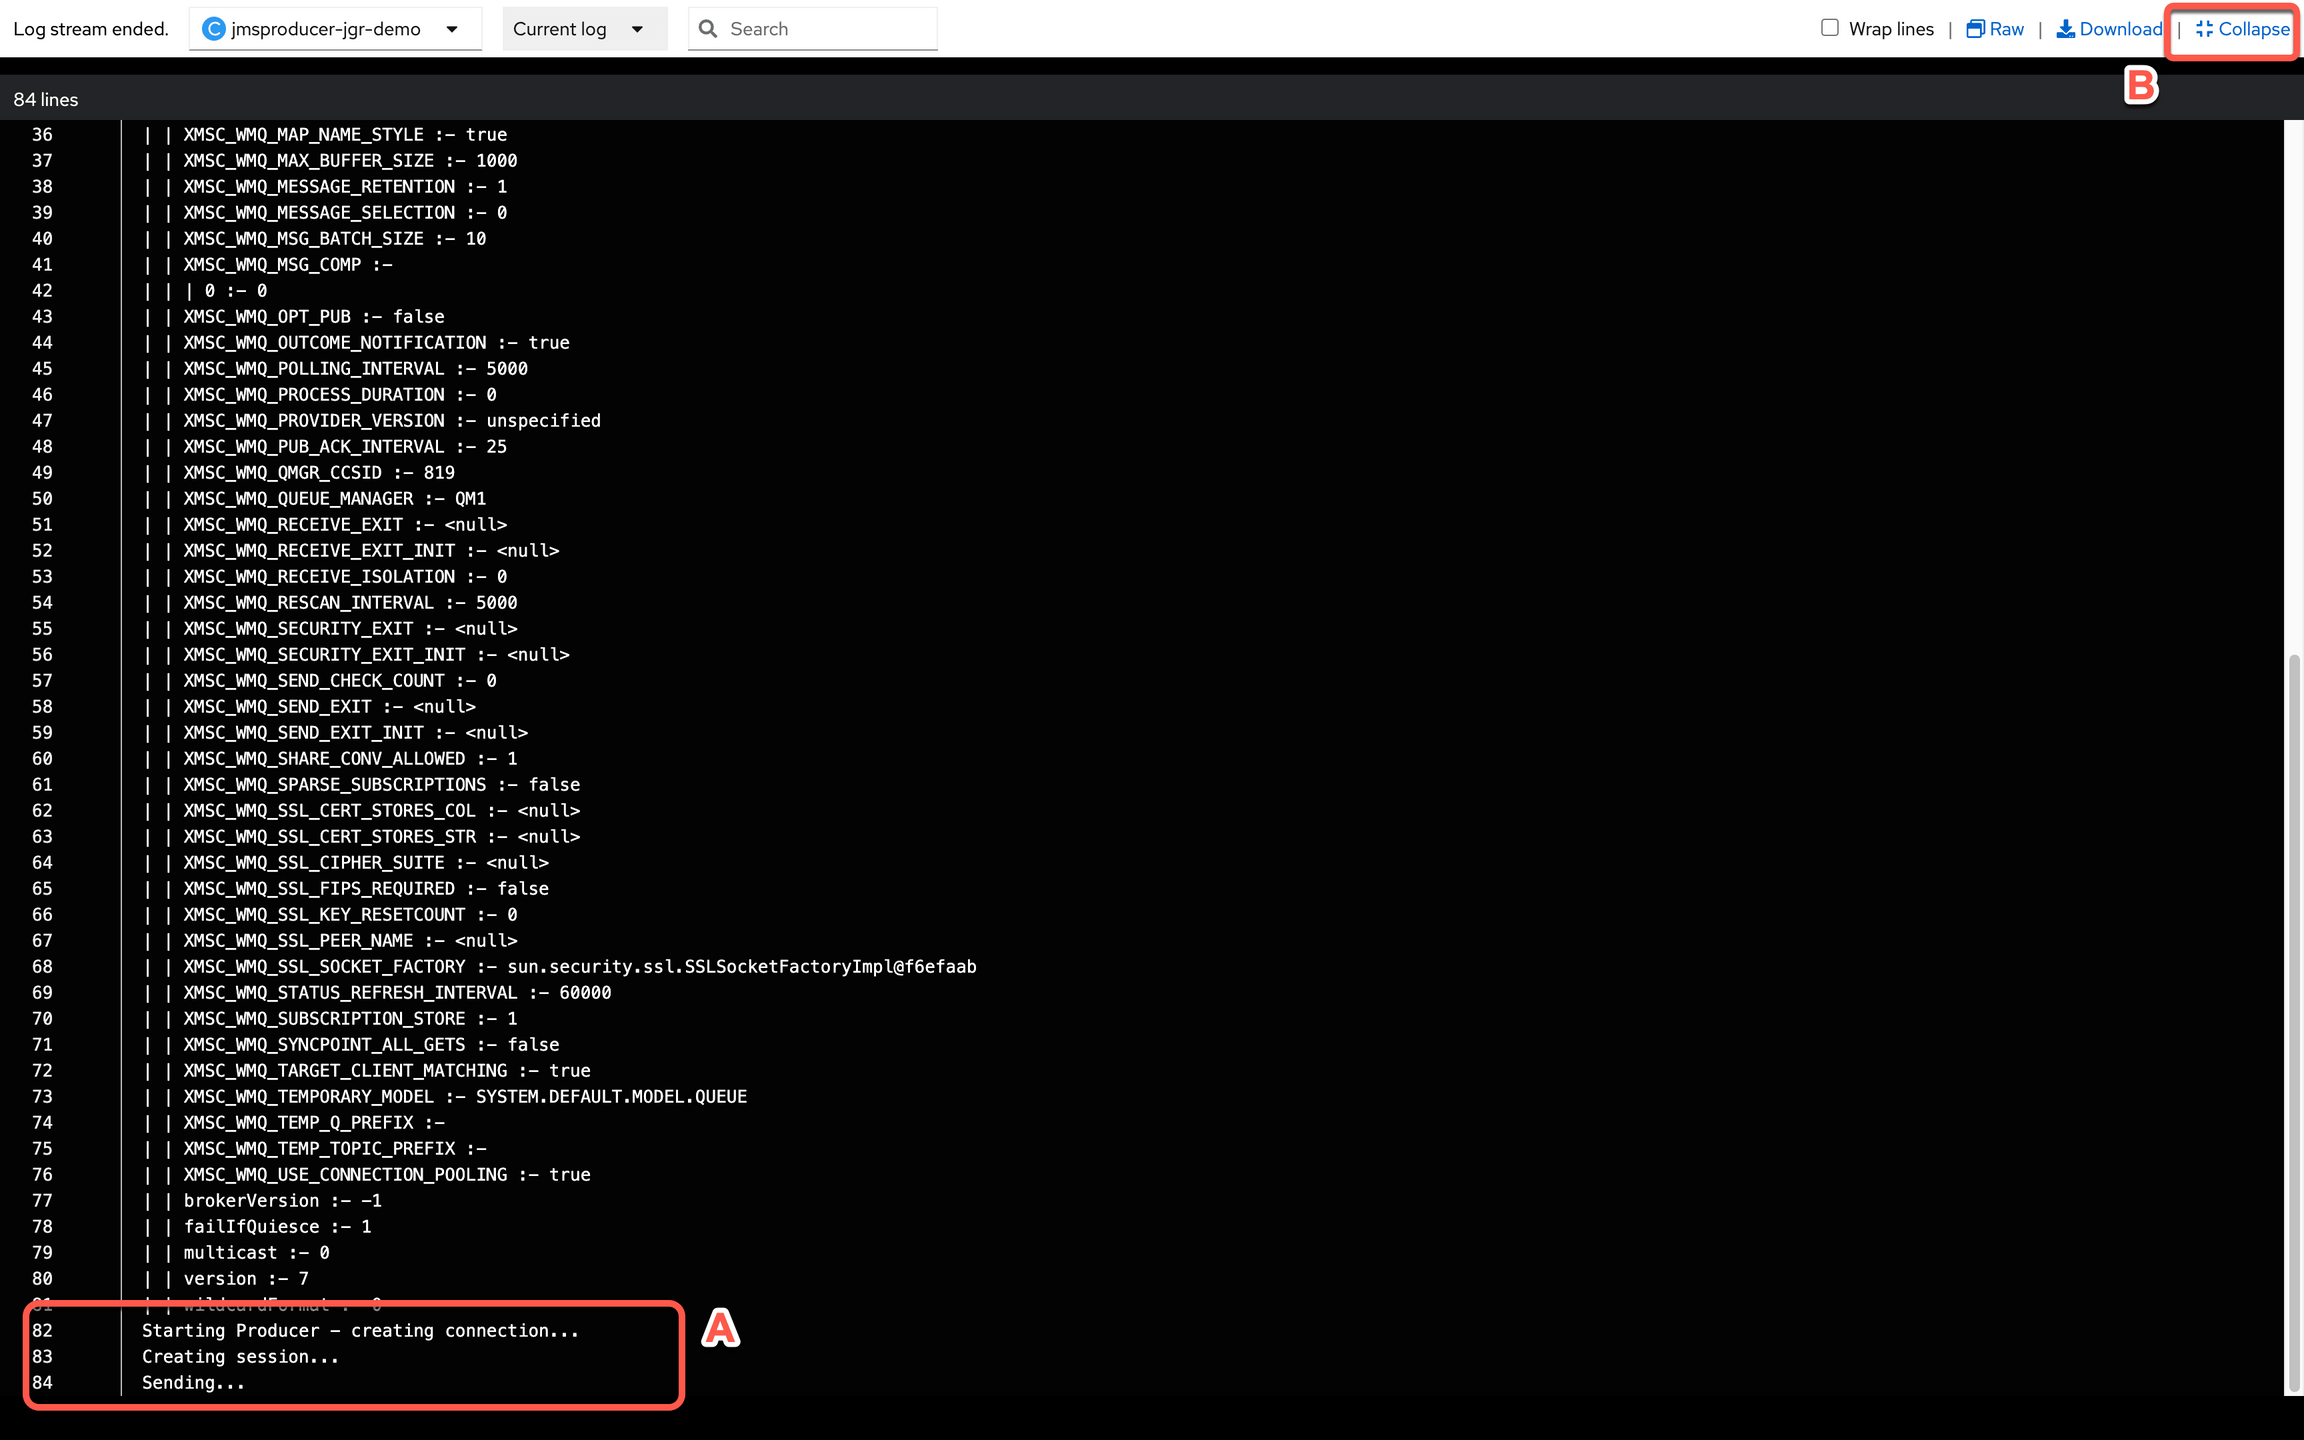 Log stream ended. C jmsproducer-jgr-demo Current log Search Wrap lines | Raw | Download | Collapse
B
84 lines
36 | | XMSC_WMQ_MAP_NAME_STYLE :- true
37 | | XMSC_WMQ_MAX_BUFFER_SIZE :- 1000
38 | | XMSC_WMQ_MESSAGE_RETENTION :- 1
39 | | XMSC_WMQ_MESSAGE_SELECTION :- 0
40 | | XMSC_WMQ_MSG_BATCH_SIZE :- 10
41 | | XMSC_WMQ_MSG_COMP :-
42 | | | 0 :- 0
43 | | XMSC_WMQ_OPT_PUB :- false
44 | | XMSC_WMQ_OUTCOME_NOTIFICATION :- true
45 | | XMSC_WMQ_POLLING_INTERVAL :- 5000
46 | | XMSC_WMQ_PROCESS_DURATION :- 0
47 | | XMSC_WMQ_PROVIDER_VERSION :- unspecified
48 | | XMSC_WMQ_PUB_ACK_INTERVAL :- 25
49 | | XMSC_WMQ_QMGR_CCSID :- 819
50 | | XMSC_WMQ_QUEUE_MANAGER :- QM1
51 | | XMSC_WMQ_RECEIVE_EXIT :- <null>
52 | | XMSC_WMQ_RECEIVE_EXIT_INIT :- <null>
53 | | XMSC_WMQ_RECEIVE_ISOLATION :- 0
54 | | XMSC_WMQ_RESCAN_INTERVAL :- 5000
55 | | XMSC_WMQ_SECURITY_EXIT :- <null>
56 | | XMSC_WMQ_SECURITY_EXIT_INIT :- <null>
57 | | XMSC_WMQ_SEND_CHECK_COUNT :- 0
58 | | XMSC_WMQ_SEND_EXIT :- <null>
59 | | XMSC_WMQ_SEND_EXIT_INIT :- <null>
60 | | XMSC_WMQ_SHARE_CONV_ALLOWED :- 1
61 | | XMSC_WMQ_SPARSE_SUBSCRIPTIONS :- false
62 | | XMSC_WMQ_SSL_CERT_STORES_COL :- <null>
63 | | XMSC_WMQ_SSL_CERT_STORES_STR :- <null>
64 | | XMSC_WMQ_SSL_CIPHER_SUITE :- <null>
65 | | XMSC_WMQ_SSL_FIPS_REQUIRED :- false
66 | | XMSC_WMQ_SSL_KEY_RESETCOUNT :- 0
67 | | XMSC_WMQ_SSL_PEER_NAME :- <null>
68 | | XMSC_WMQ_SSL_SOCKET_FACTORY :- sun.security.ssl.SSLSocketFactoryImpl@f6efaab
69 | | XMSC_WMQ_STATUS_REFRESH_INTERVAL :- 60000
70 | | XMSC_WMQ_SUBSCRIPTION_STORE :- 1
71 | | XMSC_WMQ_SYNCPOINT_ALL_GETS :- false
72 | | XMSC_WMQ_TARGET_CLIENT_MATCHING :- true
73 | | XMSC_WMQ_TEMPORARY_MODEL :- SYSTEM.DEFAULT.MODEL.QUEUE
74 | | XMSC_WMQ_TEMP_Q_PREFIX :-
75 | | XMSC_WMQ_TEMP_TOPIC_PREFIX :-
76 | | XMSC_WMQ_USE_CONNECTION_POOLING :- true
77 | | brokerVersion :- -1
78 | | failIfQuiesce :- 1
79 | | multicast :- 0
80 | | version :- 7
81 | | wildcardFormat :- 0
82 Starting Producer - creating connection...
83 Creating session...
84 Sending...
A